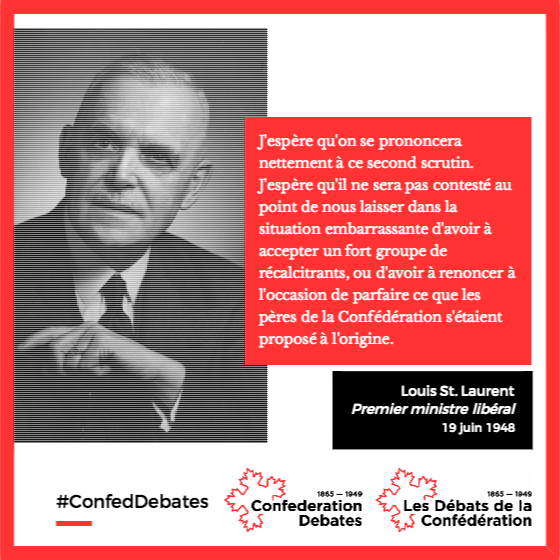 J'espère qu'on se prononcera
nettement à ce second scrutin.
J'espère qu'il ne sera pas contesté au
point de nous laisser dans la
situation embarrassante d'avoir à
accepter un fort groupe de
récalcitrants, ou d'avoir à renoncer à
l'occasion de parfaire ce que les
pères de la Confédération s'étaient
proposé à l'origine.
Louis St. Laurent
Premier ministre libéral
19 juin 1948
#ConfedDebates
1865 — 1949
Confederation
Debates
1865 — 1949
Les Débats de la
Confédération